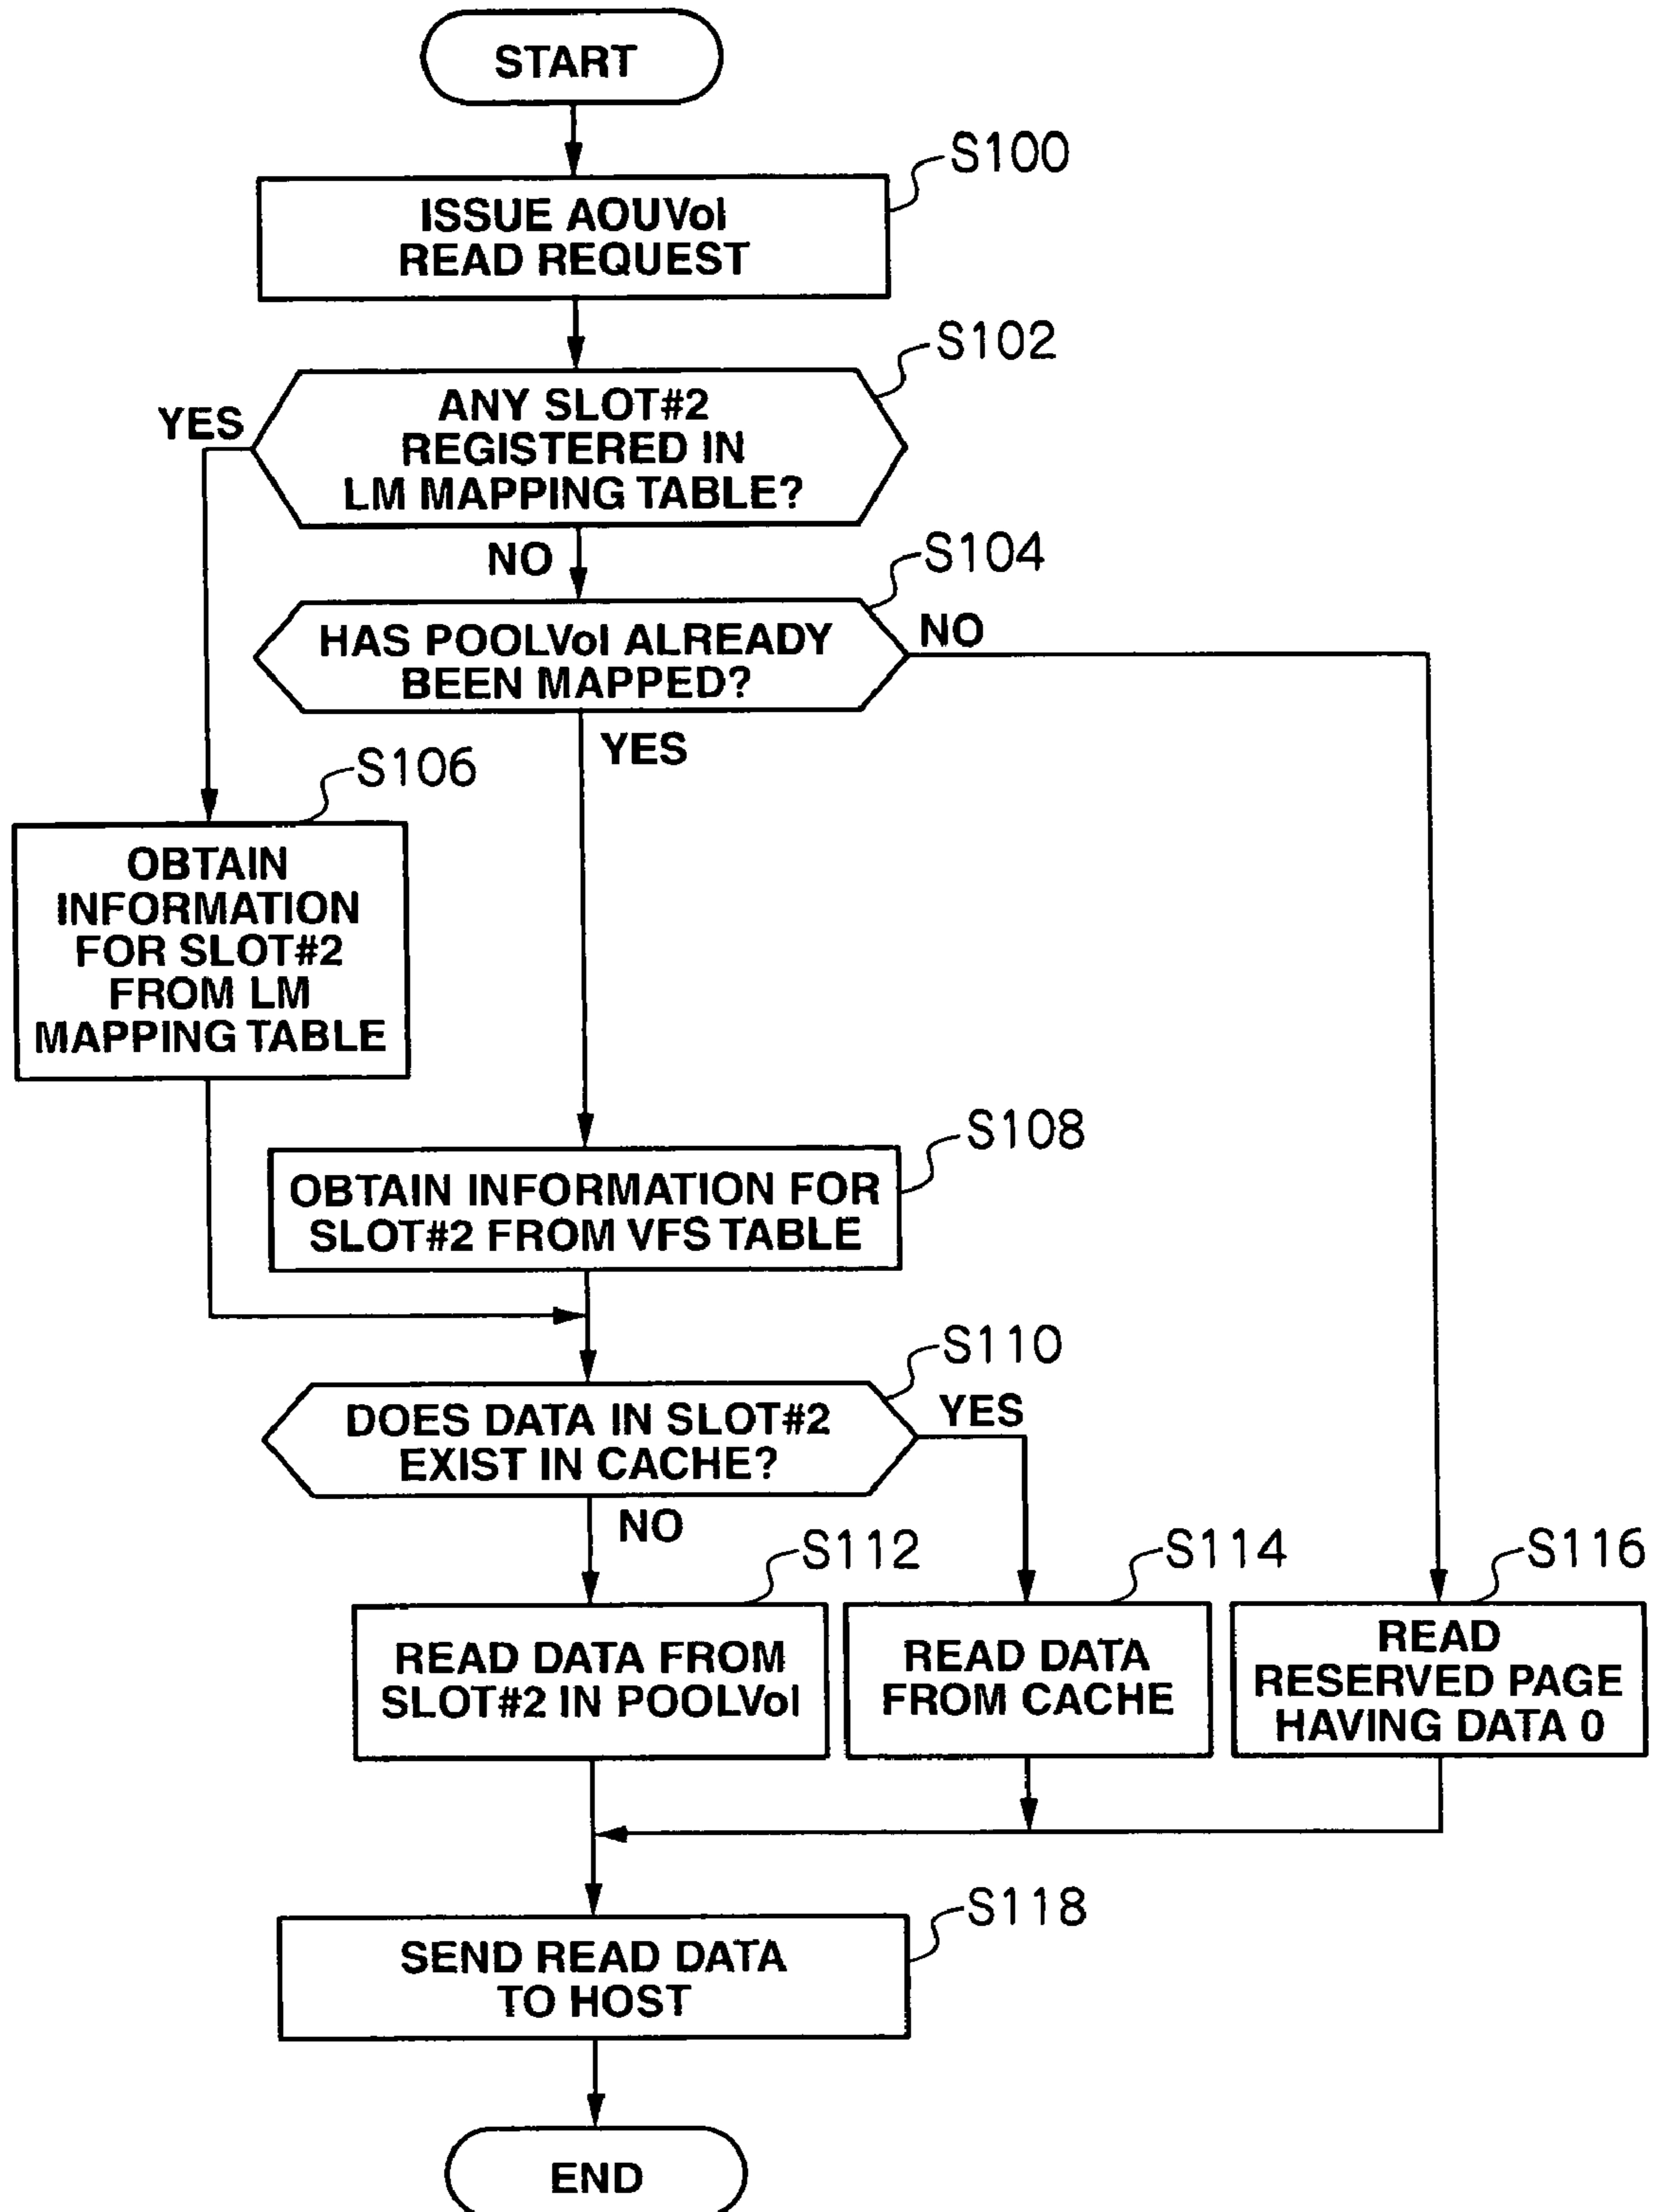 START
S100
ISSUE AOUVol
READ REQUEST
S102
ANY SLOT#2
REGISTERED IN
LM MAPPING TABLE?
YES
NO
S104
HAS POOLVol ALREADY
BEEN MAPPED?
NO
YES
S106
OBTAIN
INFORMATION
FOR SLOT#2
FROM LM
MAPPING TABLE
S108
OBTAIN INFORMATION FOR
SLOT#2 FROM VFS TABLE
S110
DOES DATA IN SLOT#2
EXIST IN CACHE?
YES
NO
S112
READ DATA FROM
SLOT#2 IN POOLVol
S114
READ DATA
FROM CACHE
S116
READ
RESERVED PAGE
HAVING DATA 0
S118
SEND READ DATA
TO HOST
END